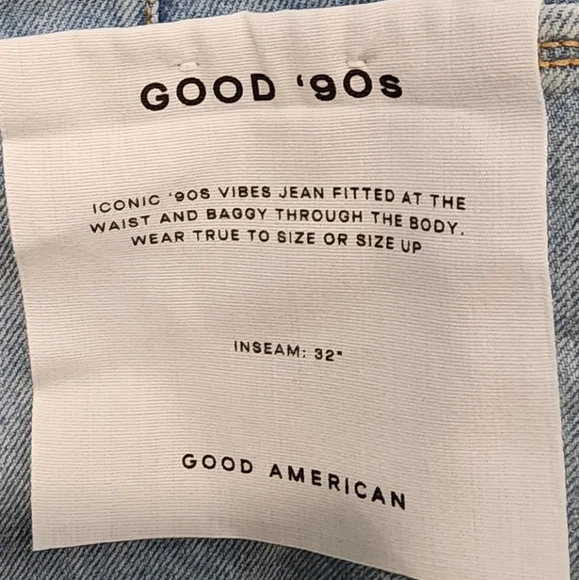 GOOD ‘90s
ICONIC ‘90S VIBES JEAN FITTED AT THE
WAIST AND BAGGY THROUGH THE BODY.
WEAR TRUE TO SIZE OR SIZE UP
INSEAM: 32"
GOOD AMERICAN